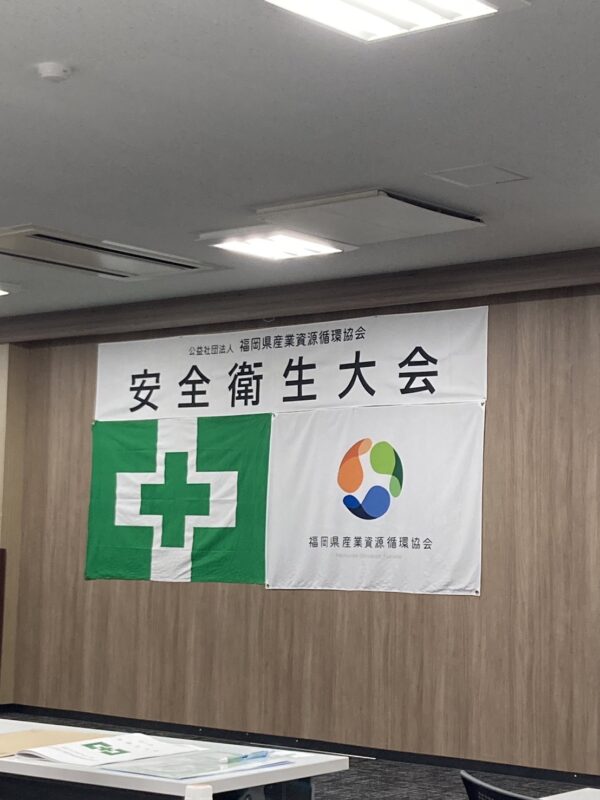 公益社団法人 福岡県産業資源循環協会
安全衛生大会
福岡県産業資源循環協会